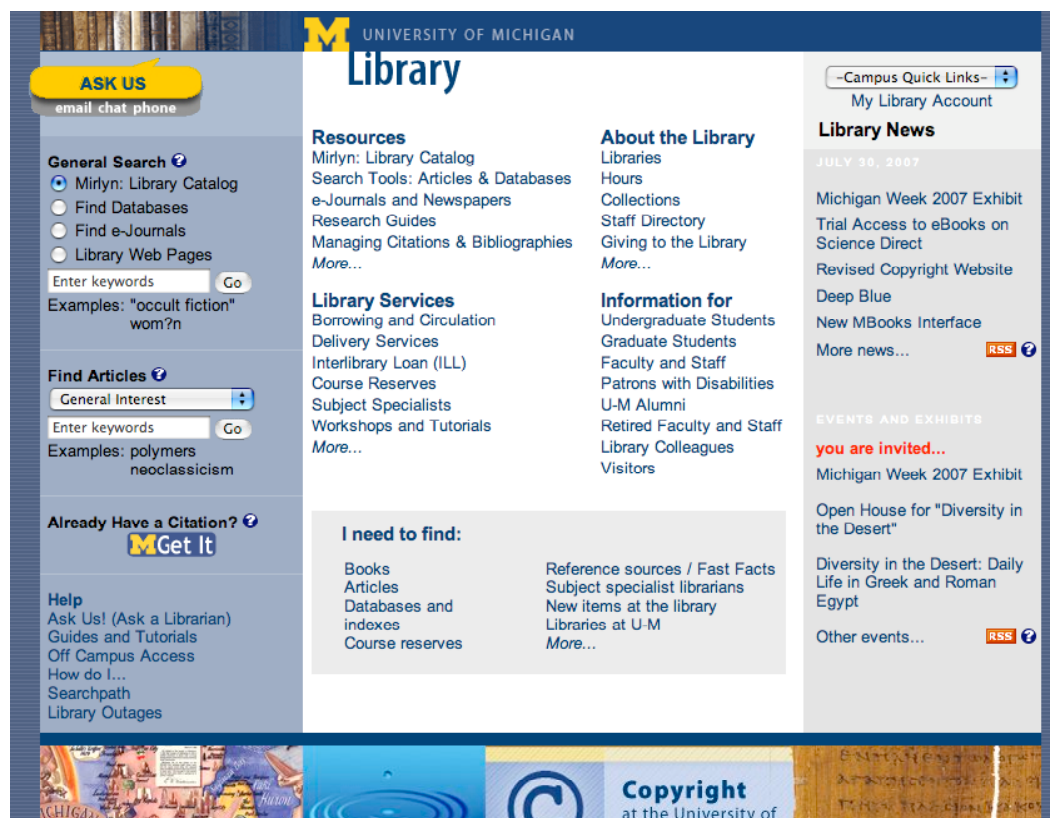 M UNIVERSITY OF MICHIGAN
Library
ASK US
email chat phone
General Search ?
Mirlyn: Library Catalog
Find Databases
Find e-Journals
Library Web Pages
Enter keywords Go
Examples: "occult fiction"
wom?n
Find Articles ?
General Interest
Enter keywords Go
Examples: polymers
neoclassicism
Already Have a Citation? ?
MGet It
Help
Ask Us! (Ask a Librarian)
Guides and Tutorials
Off Campus Access
How do I...
Searchpath
Library Outages
Resources
Mirlyn: Library Catalog
Search Tools: Articles & Databases
e-Journals and Newspapers
Research Guides
Managing Citations & Bibliographies
More...
About the Library
Libraries
Hours
Collections
Staff Directory
Giving to the Library
More...
Library Services
Borrowing and Circulation
Delivery Services
Interlibrary Loan (ILL)
Course Reserves
Subject Specialists
Workshops and Tutorials
More...
Information for
Undergraduate Students
Graduate Students
Faculty and Staff
Patrons with Disabilities
U-M Alumni
Retired Faculty and Staff
Library Colleagues
Visitors
I need to find:
Books
Articles
Databases and
indexes
Course reserves
Reference sources / Fast Facts
Subject specialist librarians
New items at the library
Libraries at U-M
More...
-Campus Quick Links-
My Library Account
Library News
JULY 30, 2007
Michigan Week 2007 Exhibit
Trial Access to eBooks on
Science Direct
Revised Copyright Website
Deep Blue
New MBooks Interface
More news... RSS ?
EVENTS AND EXHIBITS
you are invited...
Michigan Week 2007 Exhibit
Open House for "Diversity in
the Desert"
Diversity in the Desert: Daily
Life in Greek and Roman
Egypt
Other events... RSS ?
Huron
©
Copyright
at the University of